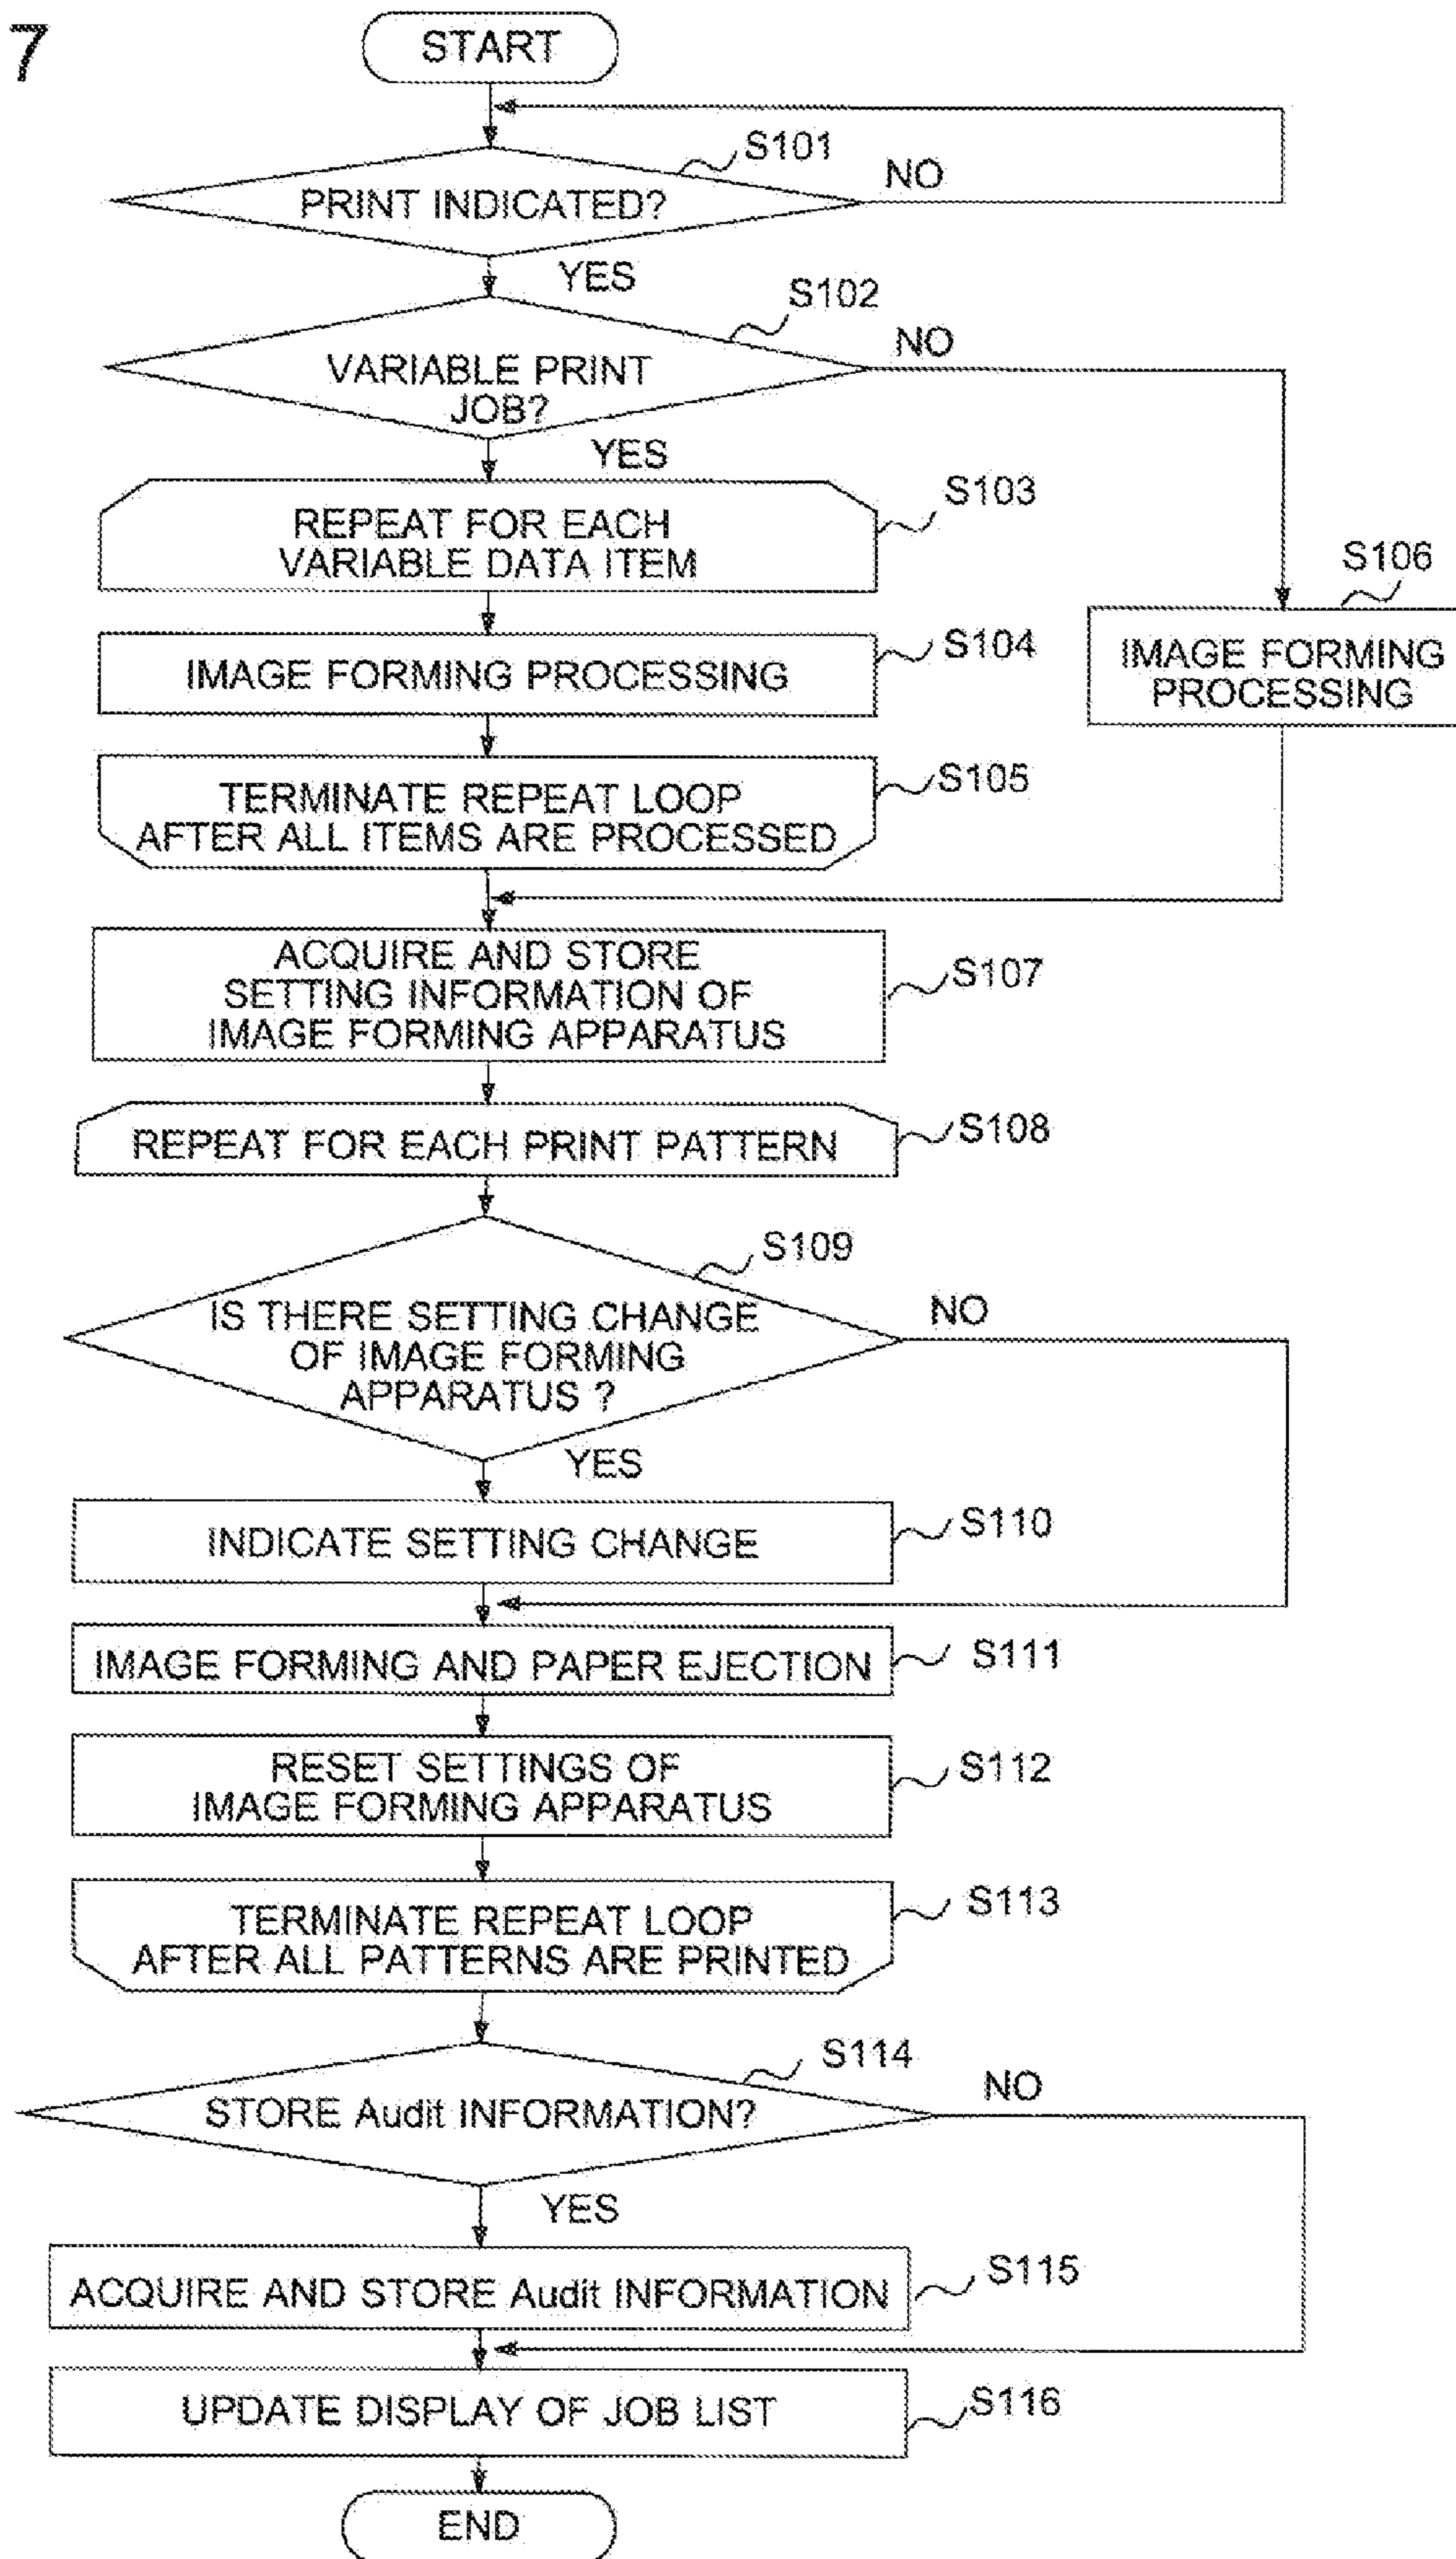 7
START
S101
NO
PRINT INDICATED?
YES
S102
NO
VARIABLE PRINT
JOB?
YES
S103
REPEAT FOR EACH
VARIABLE DATA ITEM
S106
S104
IMAGE FORMING PROCESSING
IMAGE FORMING
PROCESSING
S105
TERMINATE REPEAT LOOP
AFTER ALL ITEMS ARE PROCESSED
ACQUIRE AND STORE
SETTING INFORMATION OF
IMAGE FORMING APPARATUS
S107
REPEAT FOR EACH PRINT PATTERN
S108
S109
NO
IS THERE SETTING CHANGE
OF IMAGE FORMING
APPARATUS ?
YES
INDICATE SETTING CHANGE
S110
IMAGE FORMING AND PAPER EJECTION
S111
RESET SETTINGS OF
IMAGE FORMING APPARATUS
S112
TERMINATE REPEAT LOOP
AFTER ALL PATTERNS ARE PRINTED
S113
S114
NO
STORE Audit INFORMATION?
YES
ACQUIRE AND STORE Audit INFORMATION
S115
UPDATE DISPLAY OF JOB LIST
S116
END